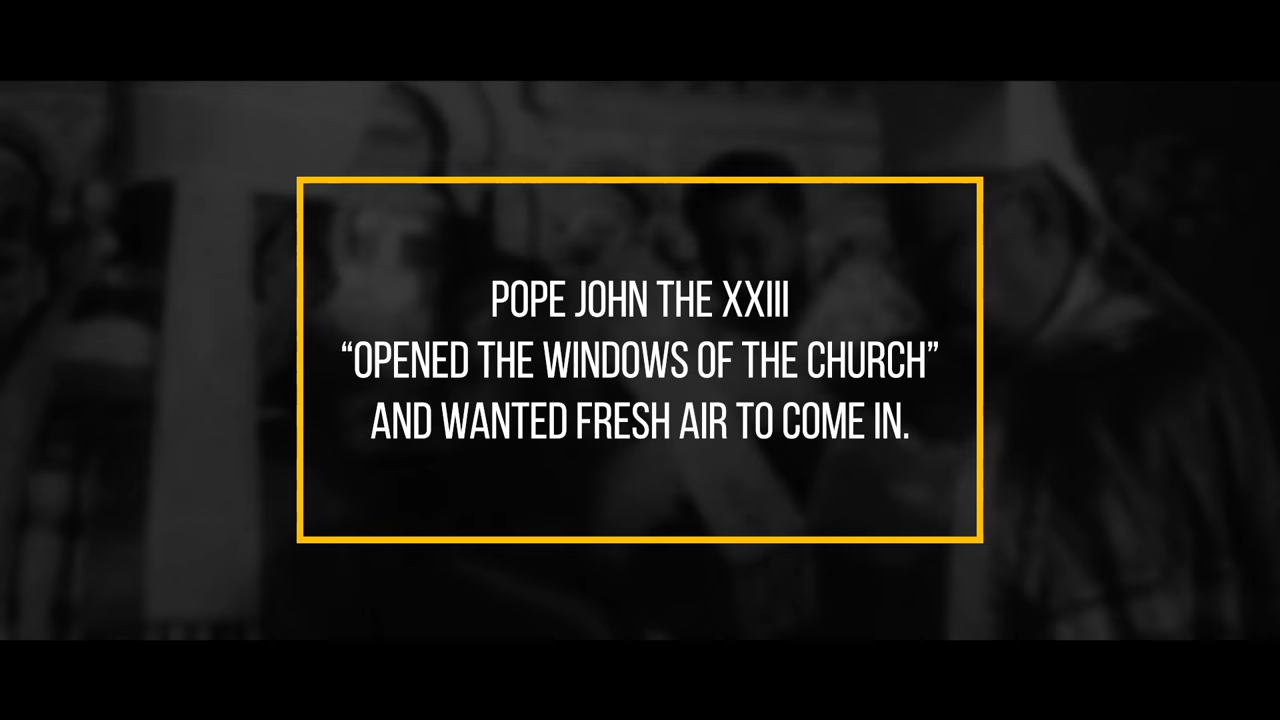 POPE JOHN THE XXIII
“OPENED THE WINDOWS OF THE CHURCH”
AND WANTED FRESH AIR TO COME IN.